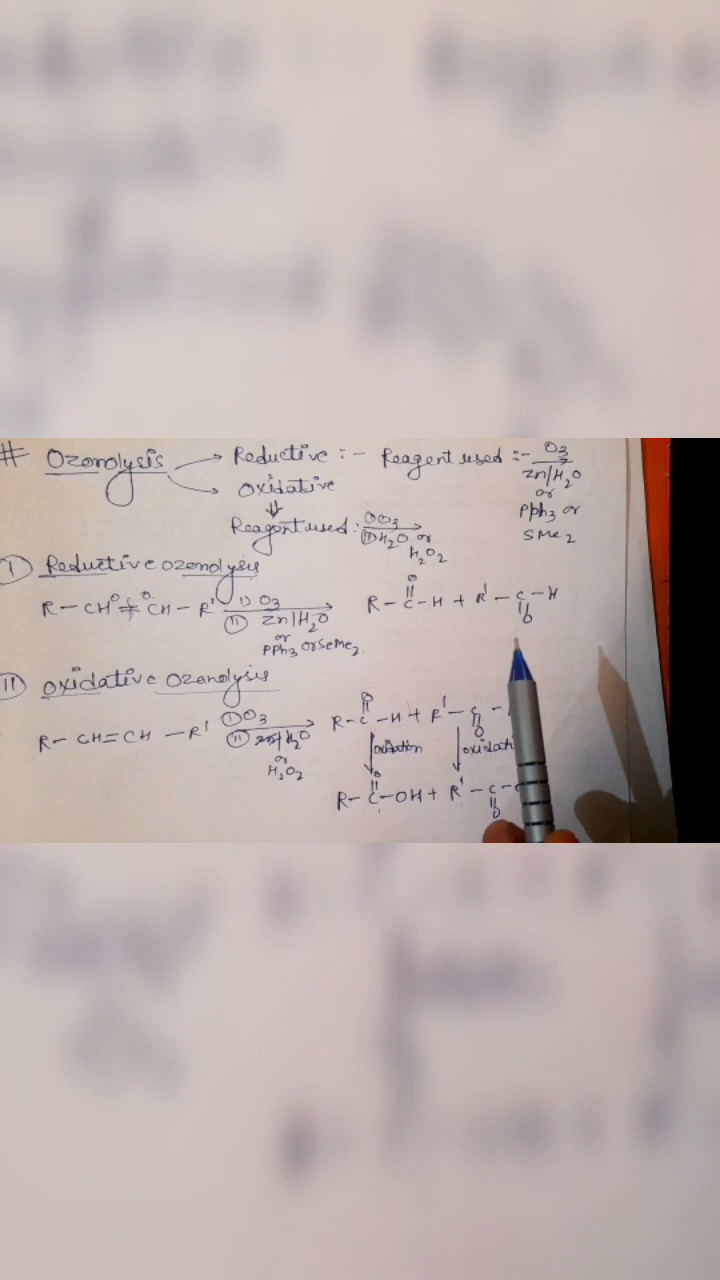 # Ozonolysis → Reductive :- Reagent used :- O3
Zn/H2O
or
PPh3 or
SMe2
→ Oxidative
⇓
Reagent used : (I) O3
(II) H2O or
H2O2
(I) Reductive ozonolysis
R-CH=CH-R' I) O3 → R-C-H + R'-C-H
O O
(II) Zn/H2O
or
PPh3 or SeMe2.
(II) oxidative ozonolysis
R-CH=CH-R' (I) O3 → R-C-H + R'-C-
O O
(II) H2O
or
H2O2
oxidation
R-C-OH + R'-C-
O O